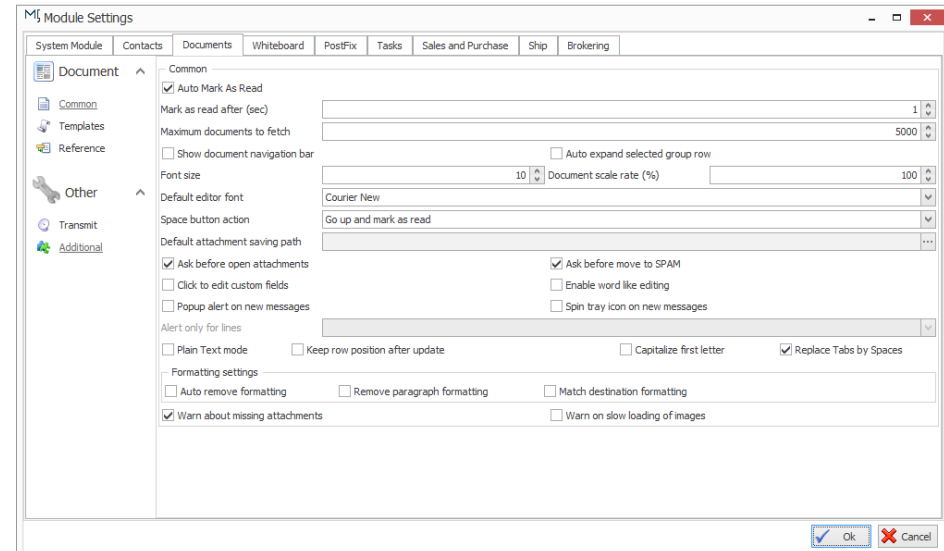 Module Settings
System Module Contacts Documents Whiteboard PostFix Tasks Sales and Purchase Ship Brokering
Document
Common
Templates
Reference
Other
Transmit
Additional
Common
Auto Mark As Read
Mark as read after (sec) 1
Maximum documents to fetch 5000
Show document navigation bar Auto expand selected group row
Font size 10 Document scale rate (%) 100
Default editor font Courier New
Space button action Go up and mark as read
Default attachment saving path ...
Ask before open attachments Ask before move to SPAM
Click to edit custom fields Enable word like editing
Popup alert on new messages Spin tray icon on new messages
Alert only for lines
Plain Text mode Keep row position after update Capitalize first letter Replace Tabs by Spaces
Formatting settings
Auto remove formatting Remove paragraph formatting Match destination formatting
Warn about missing attachments Warn on slow loading of images
Ok Cancel